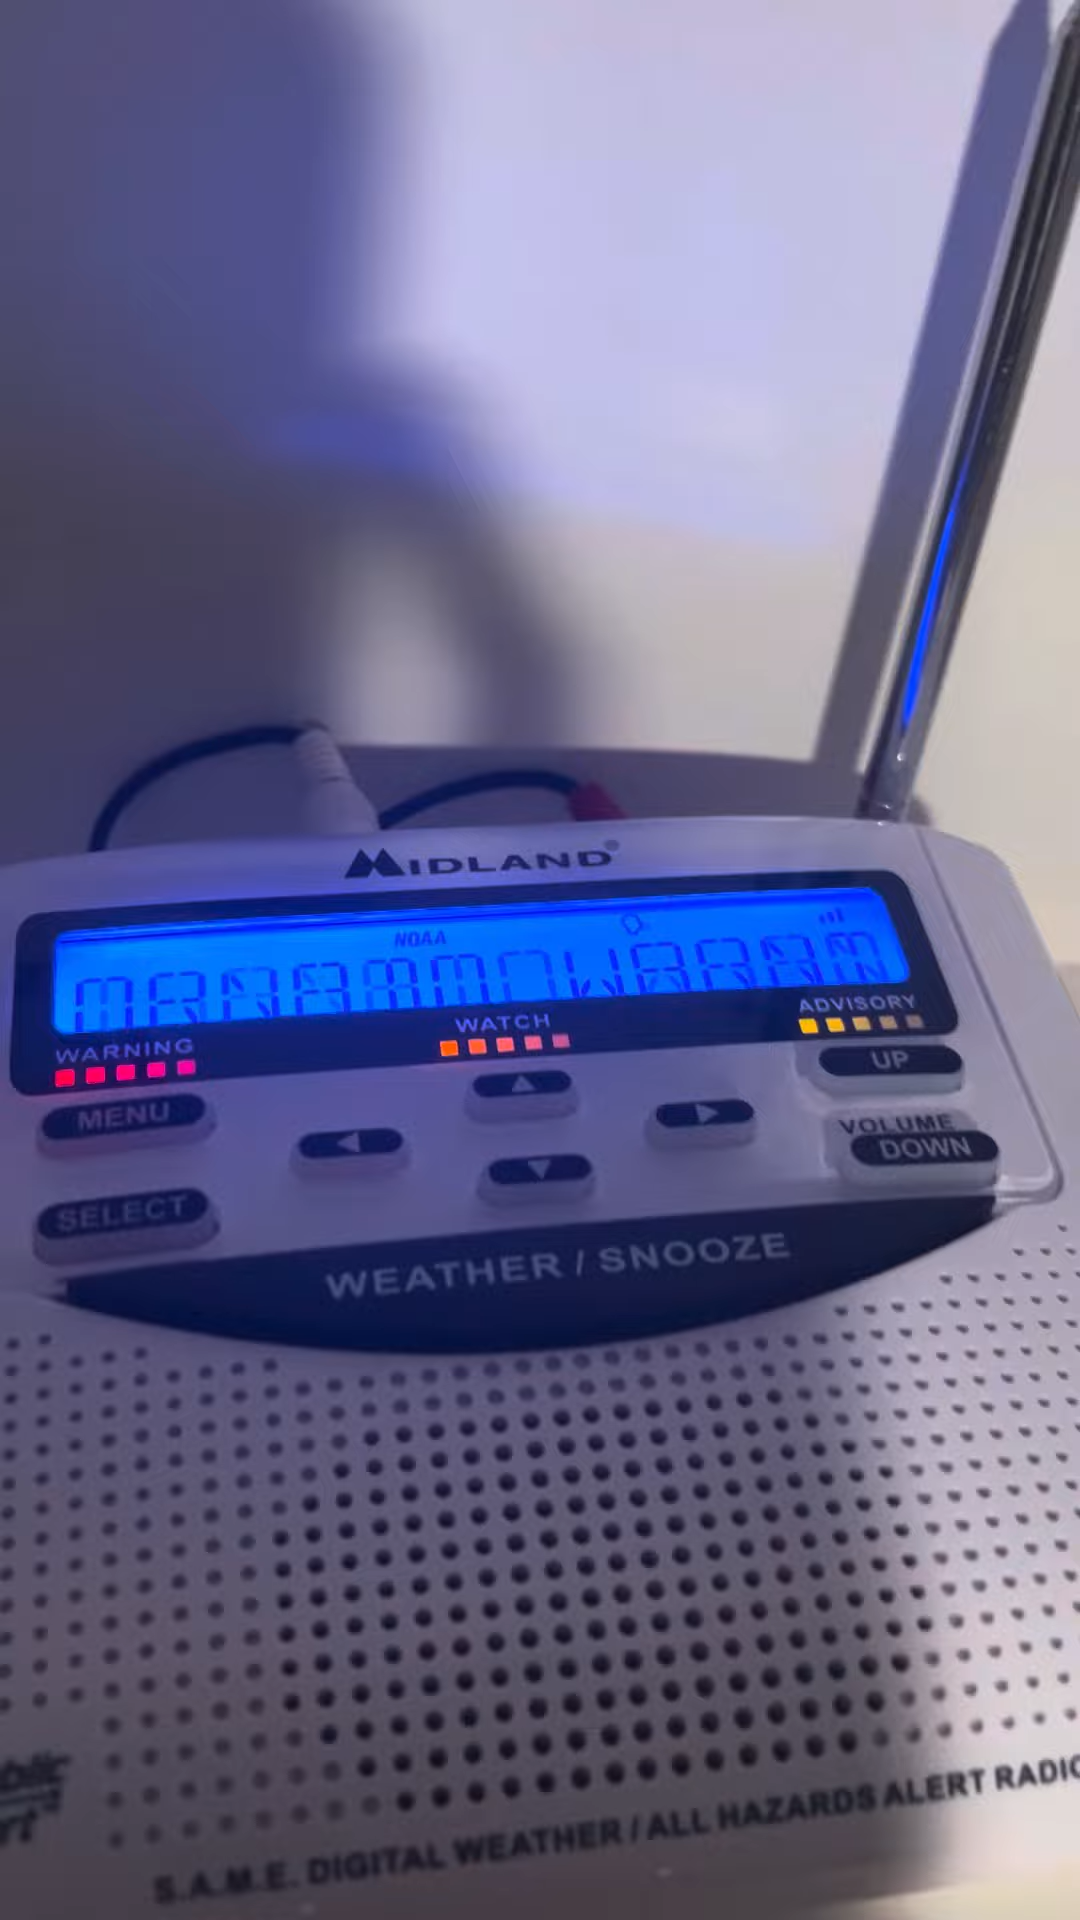 MIDLAND®
NOAA
WARNING
WATCH
ADVISORY
MENU
UP
VOLUME
DOWN
SELECT
WEATHER / SNOOZE
S.A.M.E. DIGITAL WEATHER / ALL HAZARDS ALERT RADIO